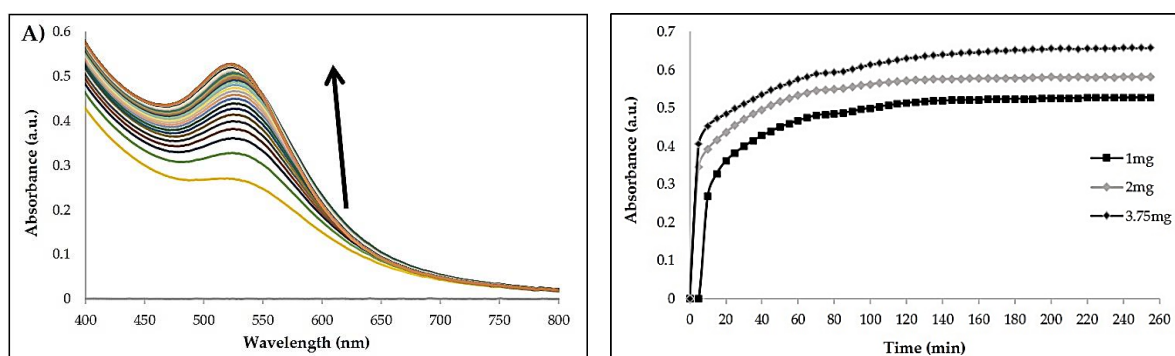 A)
0.6
0.5
0.4
0.3
0.2
0.1
0
400 450 500 550 600 650 700 750 800
Absorbance (a.u.)
Wavelength (nm)
0.7
0.6
0.5
0.4
0.3
0.2
0.1
0
0 20 40 60 80 100 120 140 160 180 200 220 240 260
Absorbance (a.u.)
Time (min)
1mg
2mg
3.75mg